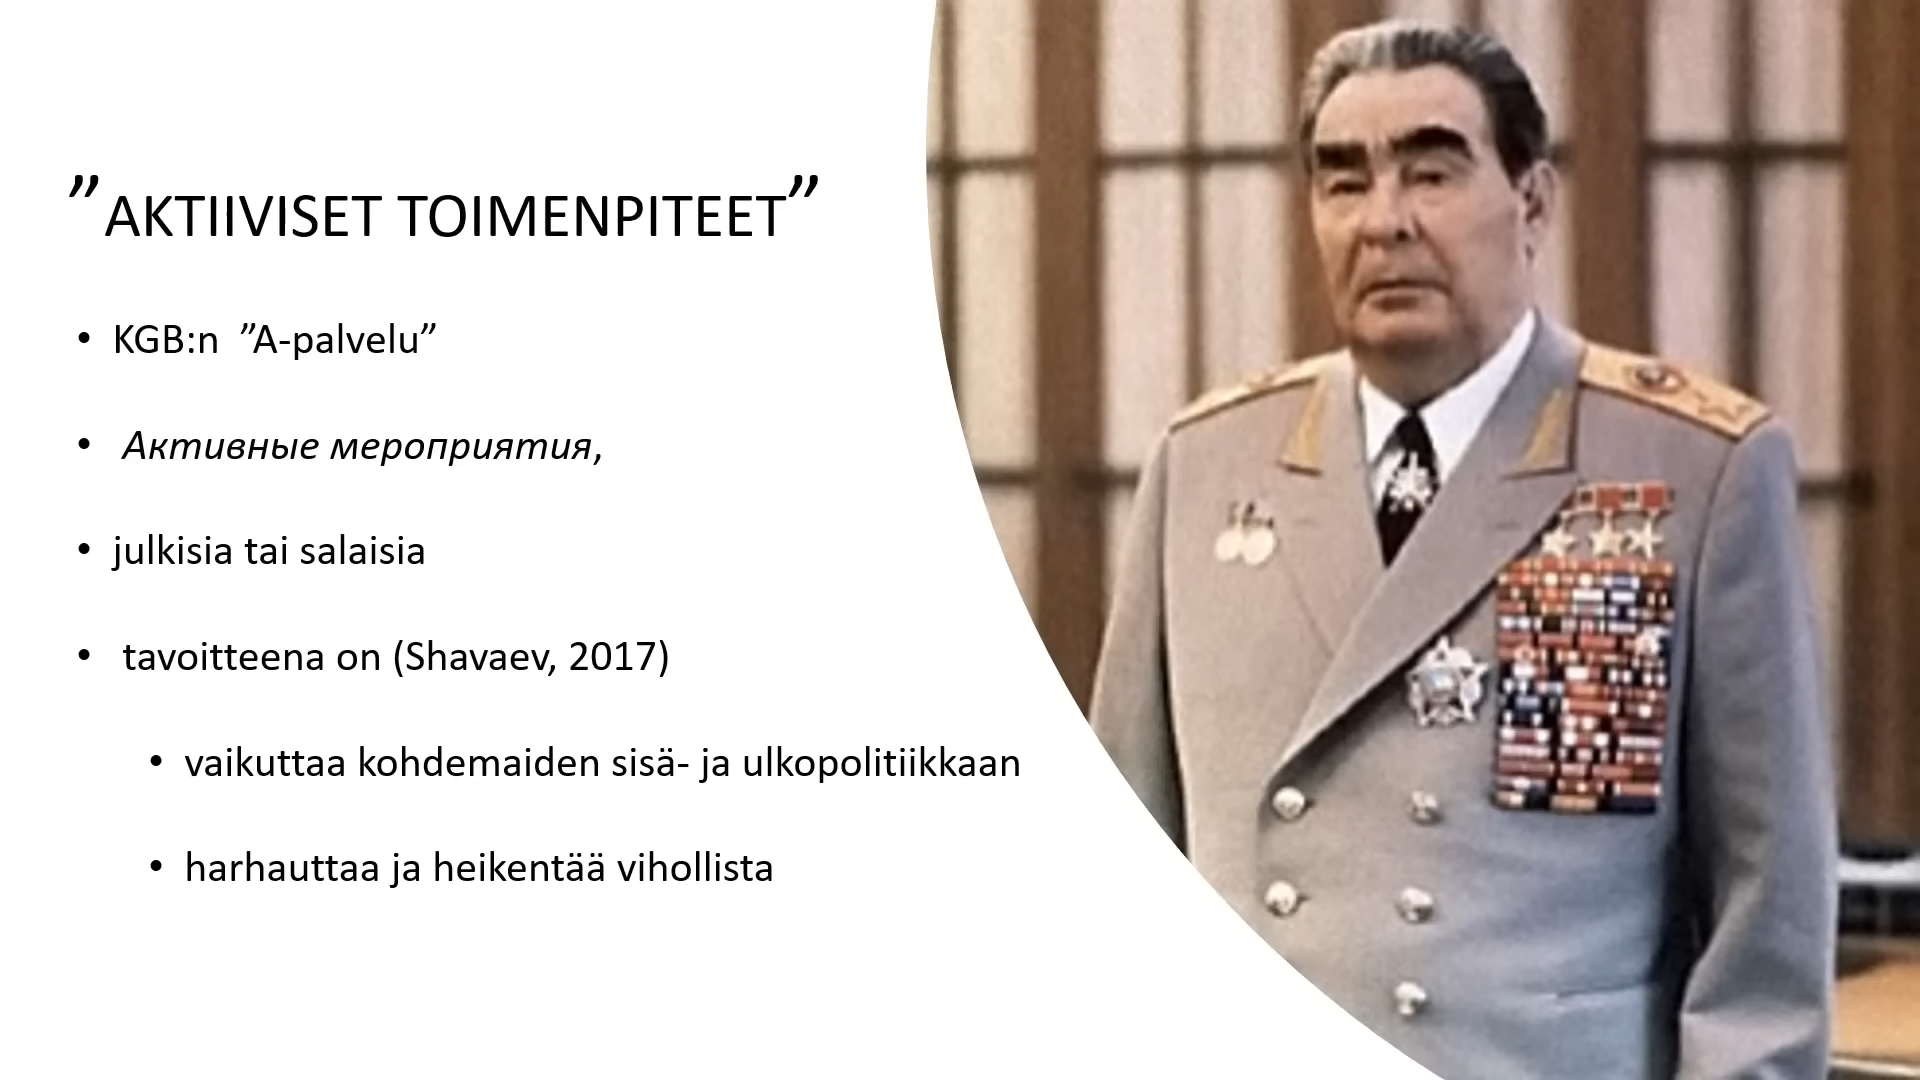 ”AKTIIVISET TOIMENPITEET”
• KGB:n ”A-palvelu”
• Активные мероприятия,
• julkisia tai salaisia
• tavoitteena on (Shavaev, 2017)
• vaikuttaa kohdemaiden sisä- ja ulkopolitiikkaan
• harhauttaa ja heikentää vihollista